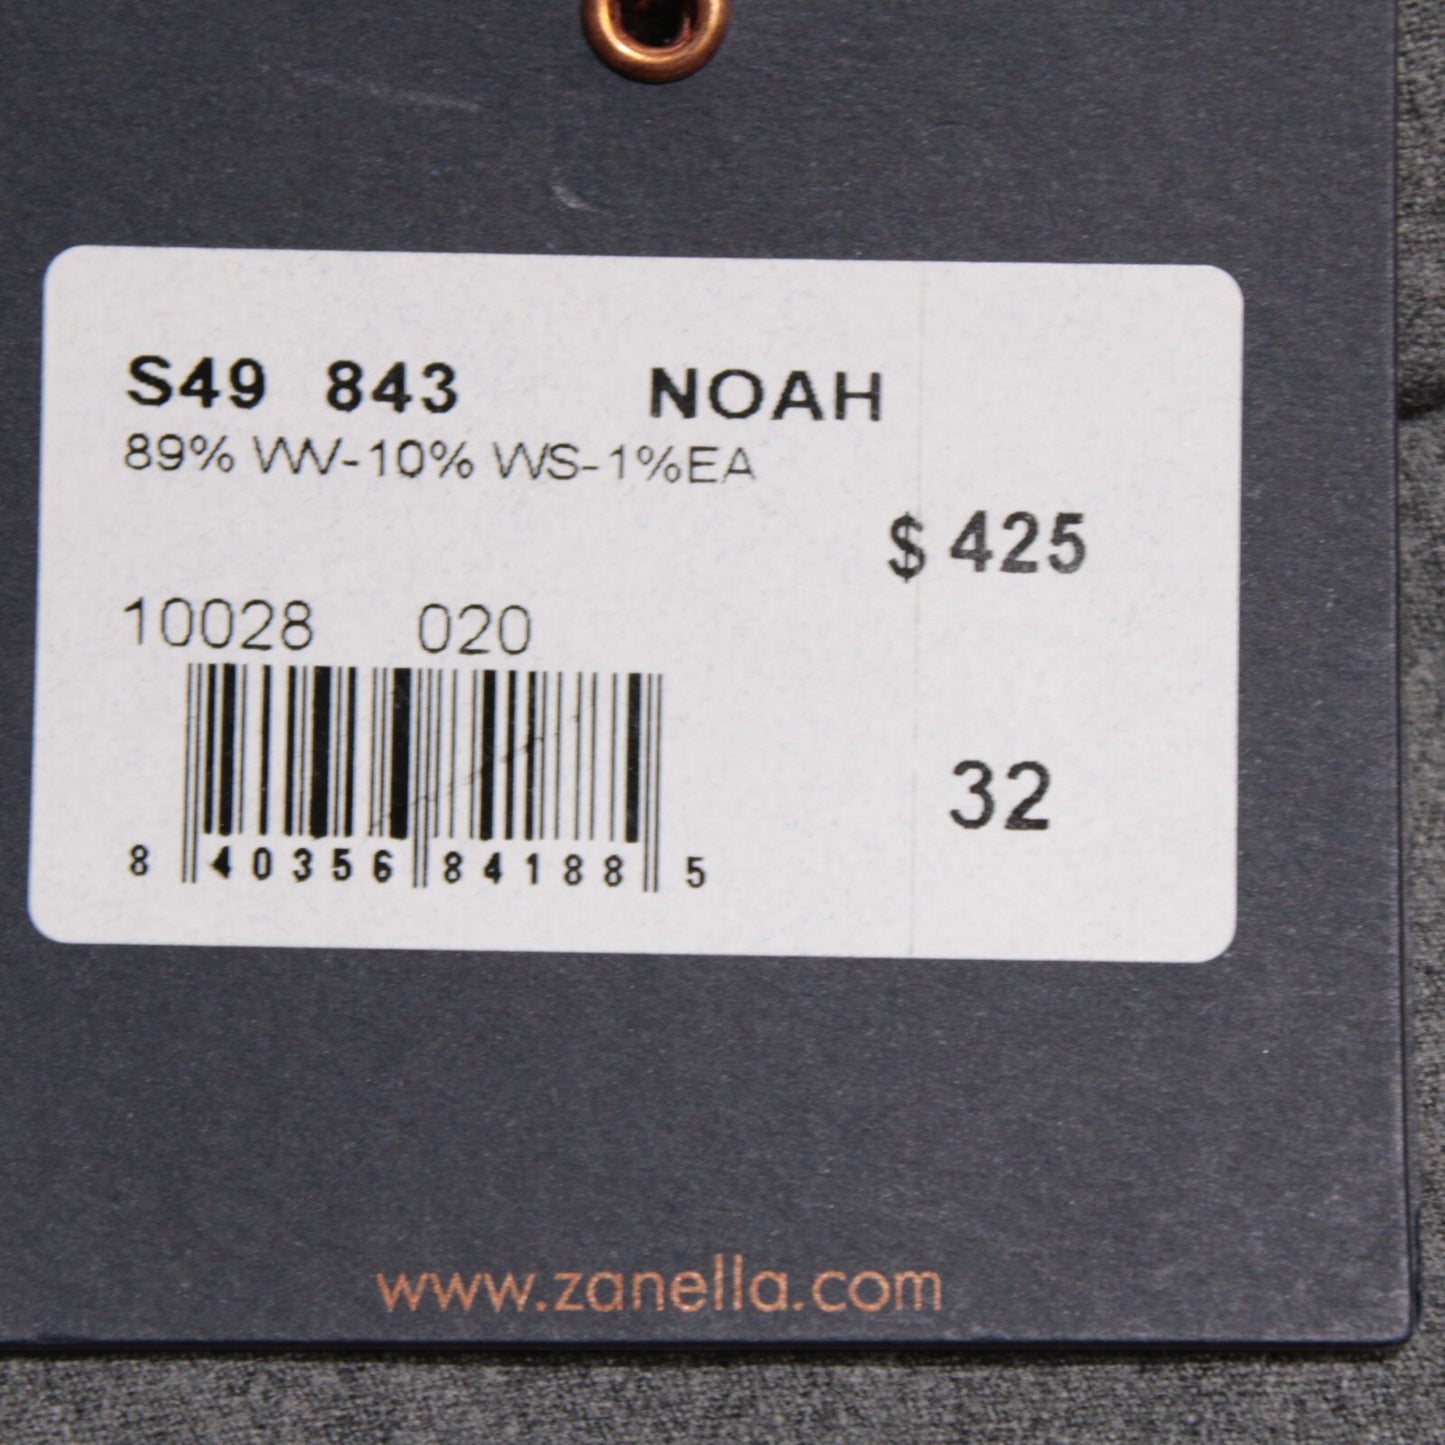 S49 843 NOAH
89% WV-10% WS-1%EA
$ 425
10028 020
32
8 40356 84188 5
www.zanella.com